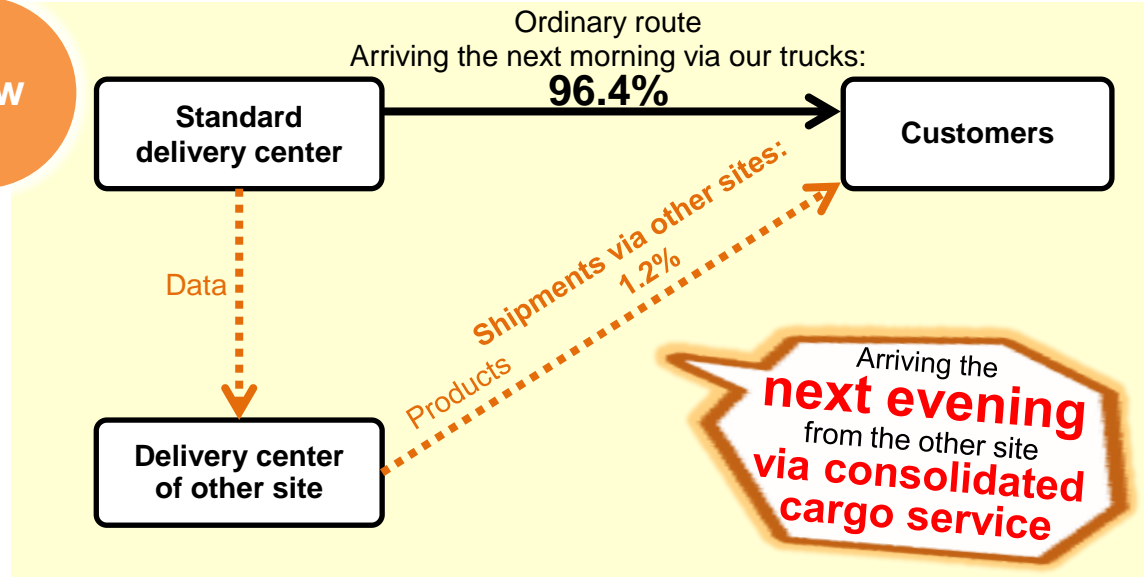 Ordinary route
Arriving the next morning via our trucks:
96.4%
w
Standard
delivery center
Customers
Shipments via other sites:
1.2%
Data
Products
Delivery center
of other site
Arriving the
next evening
from the other site
via consolidated
cargo service